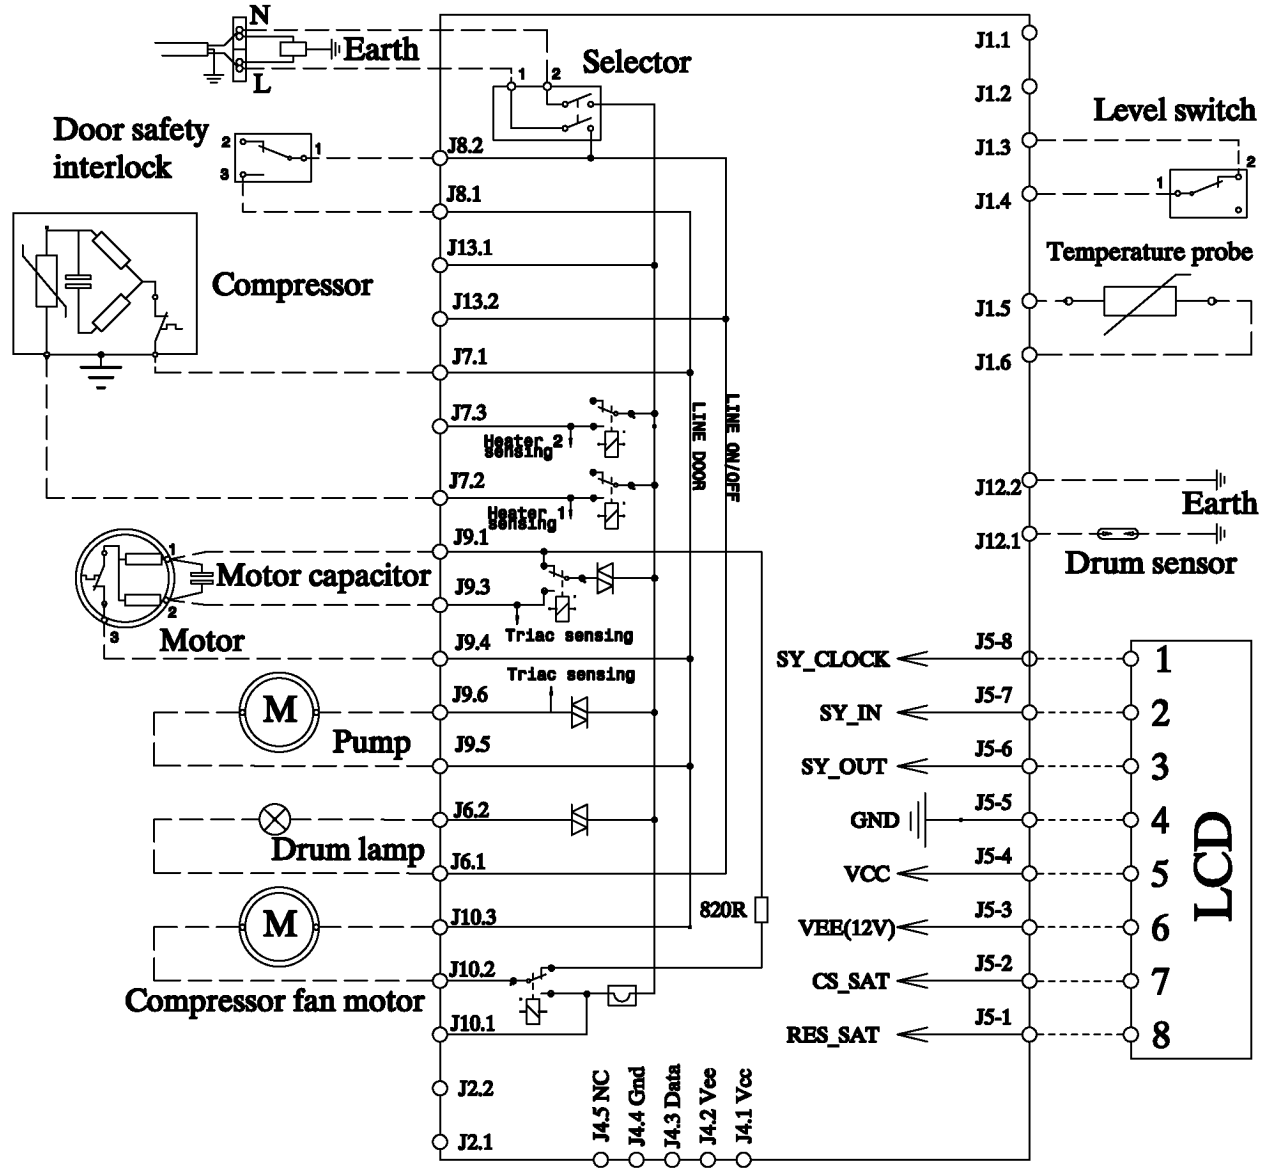 N
Earth
L
Selector
1 2
Door safety
interlock
2
1
3
J8.2
J8.1
J13.1
J13.2
J7.1
J7.3
J7.2
J9.1
J9.3
J9.4
J9.6
J9.5
J6.2
J6.1
J10.3
J10.2
J10.1
J2.2
J2.1
Compressor
Heater 2
sensing
Heater 1
sensing
LINE DOOR
LINE ON/OFF
1
2
3
Motor capacitor
Motor
Triac sensing
Triac sensing
M
Pump
Drum lamp
M
Compressor fan motor
820R
J4.5 NC
J4.4 Gnd
J4.3 Data
J4.2 Vee
J4.1 Vcc
J1.1
J1.2
J1.3
J1.4
J1.5
J1.6
J12.2
J12.1
Level switch
1
2
Temperature probe
Earth
Drum sensor
SY_CLOCK J5-8 1
SY_IN J5-7 2
SY_OUT J5-6 3
GND J5-5 4
VCC J5-4 5
VEE(12V) J5-3 6
CS_SAT J5-2 7
RES_SAT J5-1 8
LCD